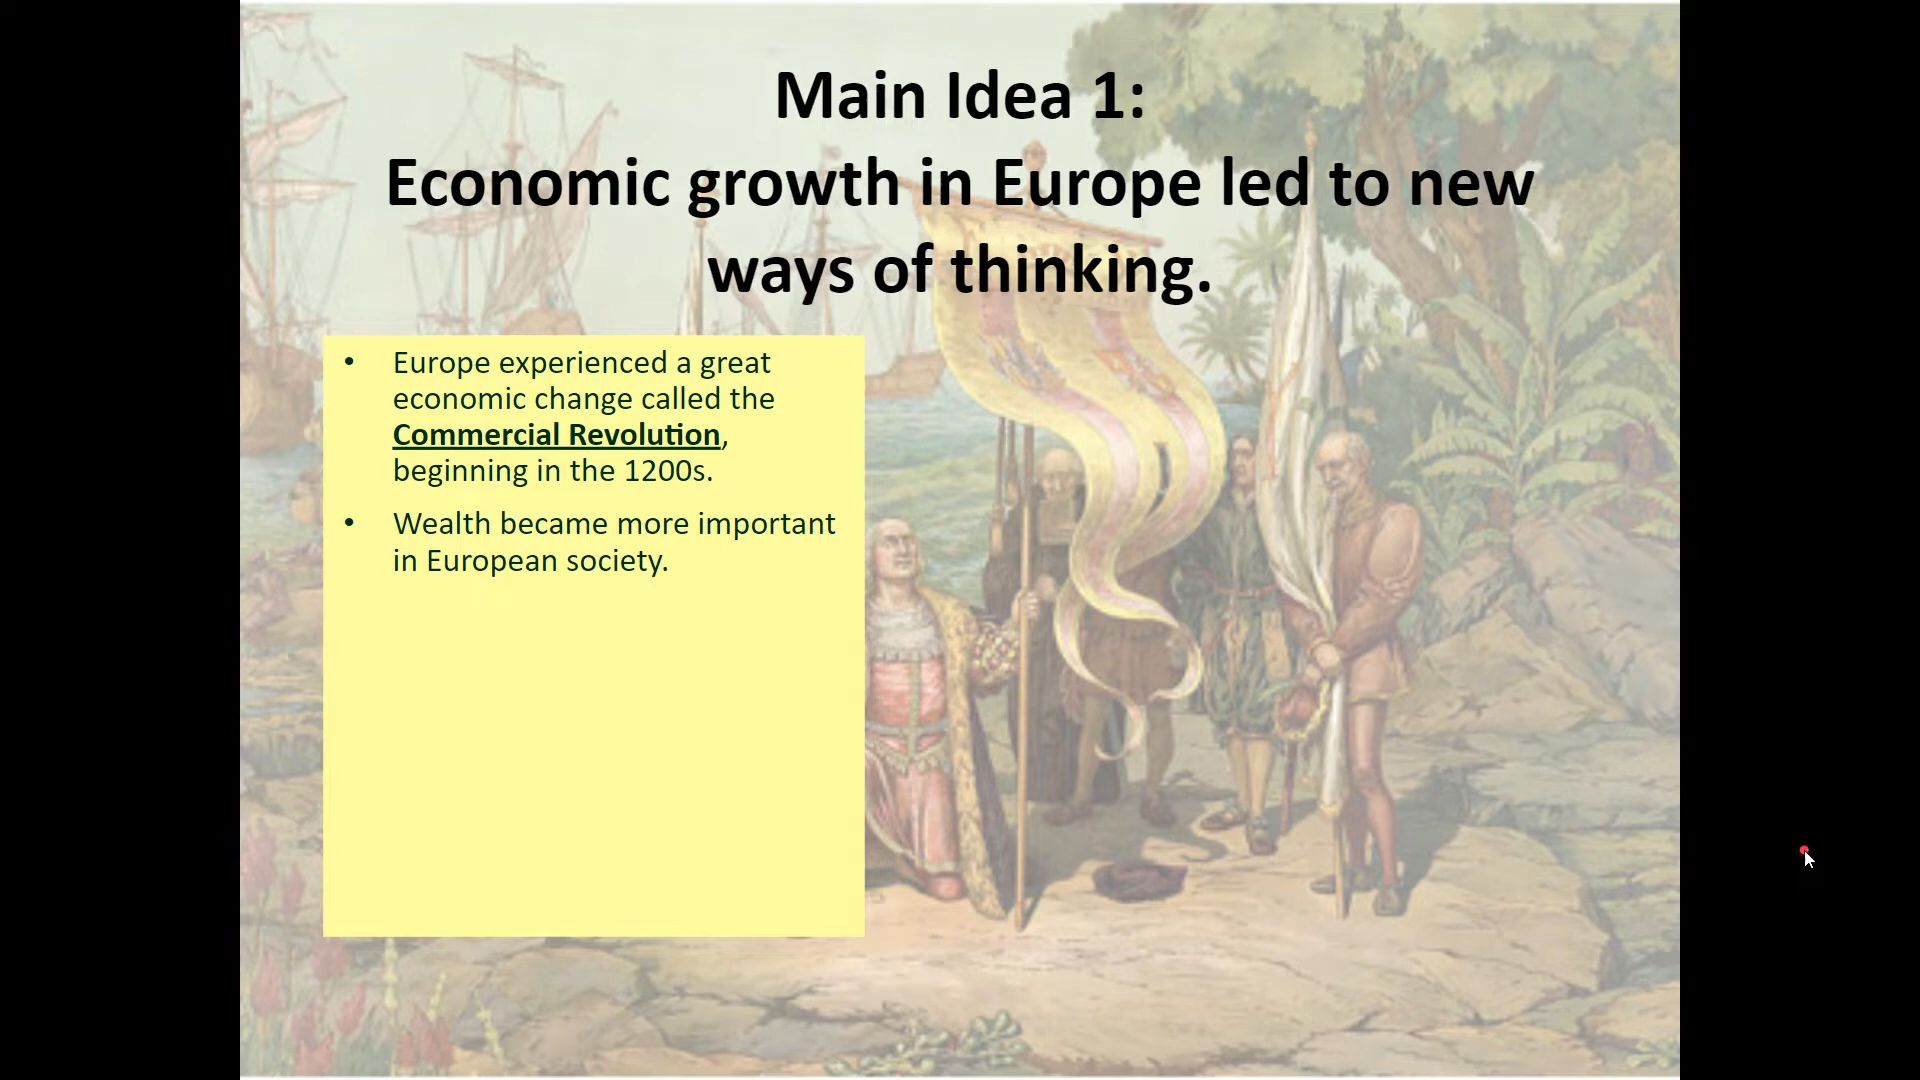 Main Idea 1:
Economic growth in Europe led to new
ways of thinking.
• Europe experienced a great
economic change called the
Commercial Revolution,
beginning in the 1200s.
• Wealth became more important
in European society.